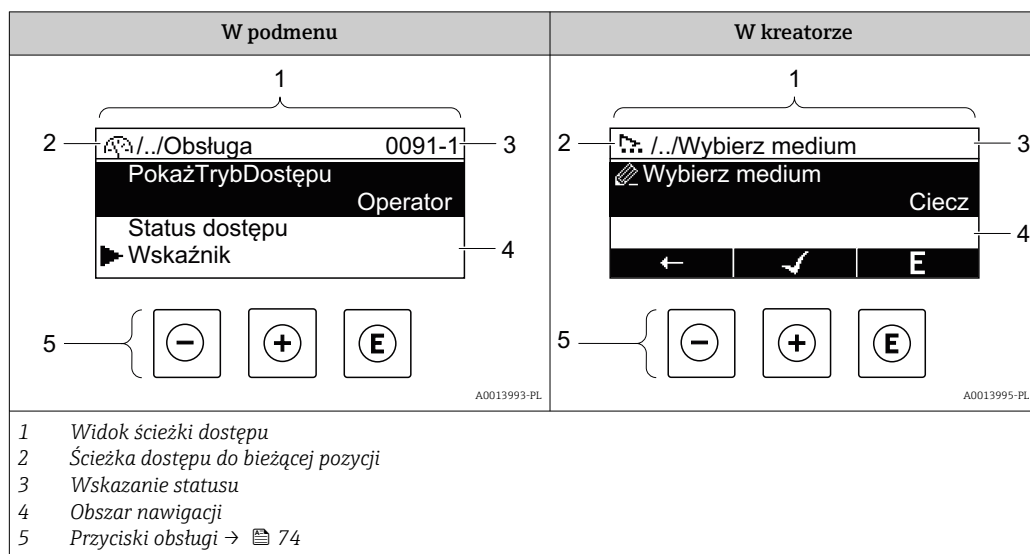 W podmenu
W kreatorze
1
2
/../Obsługa 0091-1
3
PokażTrybDostępu
Operator
Status dostępu
Wskaźnik
4
5
E
A0013993-PL
1
2
/../Wybierz medium
3
Wybierz medium
Ciecz
4
E
5
E
A0013995-PL
1 Widok ścieżki dostępu
2 Ścieżka dostępu do bieżącej pozycji
3 Wskazanie statusu
4 Obszar nawigacji
5 Przyciski obsługi → 74